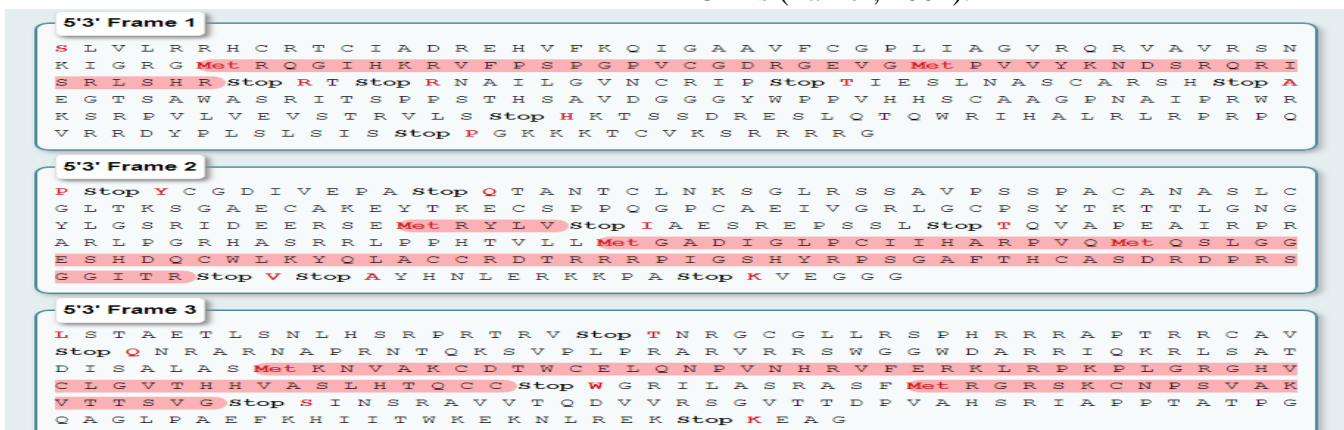 5'3' Frame 1
S L V L R R H C R T C I A D R E H V F K Q I G A A V F C G P L I A G V R Q R V A V R S N
K I G R G Met R Q G I H K R V F P S P G P V C G D R G E V G Met P V V Y K N D S R Q R I
S R L S H R Stop R T Stop R N A I L G V N C R I P Stop T I E S L N A S C A R S H Stop A
E G T S A W A S R I T S P P S T H S A V D G G G Y W P P V H H S C A A G P N A I P R W R
K S R P V L V E V S T R V L S Stop H K T S S D R E S L Q T Q W R I H A L R L R P R P Q
V R R D Y P L S L S I S Stop P G K K K T C V K S R R R R G
5'3' Frame 2
P Stop Y C G D I V E P A Stop Q T A N T C L N K S G L R S S A V P S S P A C A N A S L C
G L T K S G A E C A K E Y T K E C S P P Q G P C A E I V G R L G C P S Y T K T T L G N G
Y L G S R I D E E R S E Met R Y L V Stop I A E S R E P S S L Stop T Q V A P E A I R P R
A R L P G R H A S R R L P P H T V L L Met G A D I G L P C I I H A R P V Q Met Q S L G G
E S H D Q C W L K Y Q L A C C R D T R R R P I G S H Y R P S G A F T H C A S D R D P R S
G G I T R Stop V Stop A Y H N L E R K K P A Stop K V E G G G
5'3' Frame 3
L S T A E T L S N L H S R P R T R V Stop T N R G C G L L R S P H R R R A P T R R C A V
Stop Q N R A R N A P R N T Q K S V P L P R A R V R R S W G G W D A R R I Q K R L S A T
D I S A L A S Met K N V A K C D T W C E L Q N P V N H R V F E R K L R P K P L G R G H V
C L G V T H H V A S L H T Q C C Stop W G R I L A S R A S F Met R G R S K C N P S V A K
V T T S V G Stop S I N S R A V V T Q D V V R S G V T T D P V A H S R I A P P T A T P G
Q A G L P A E F K H I I T W K E K N L R E K Stop K E A G